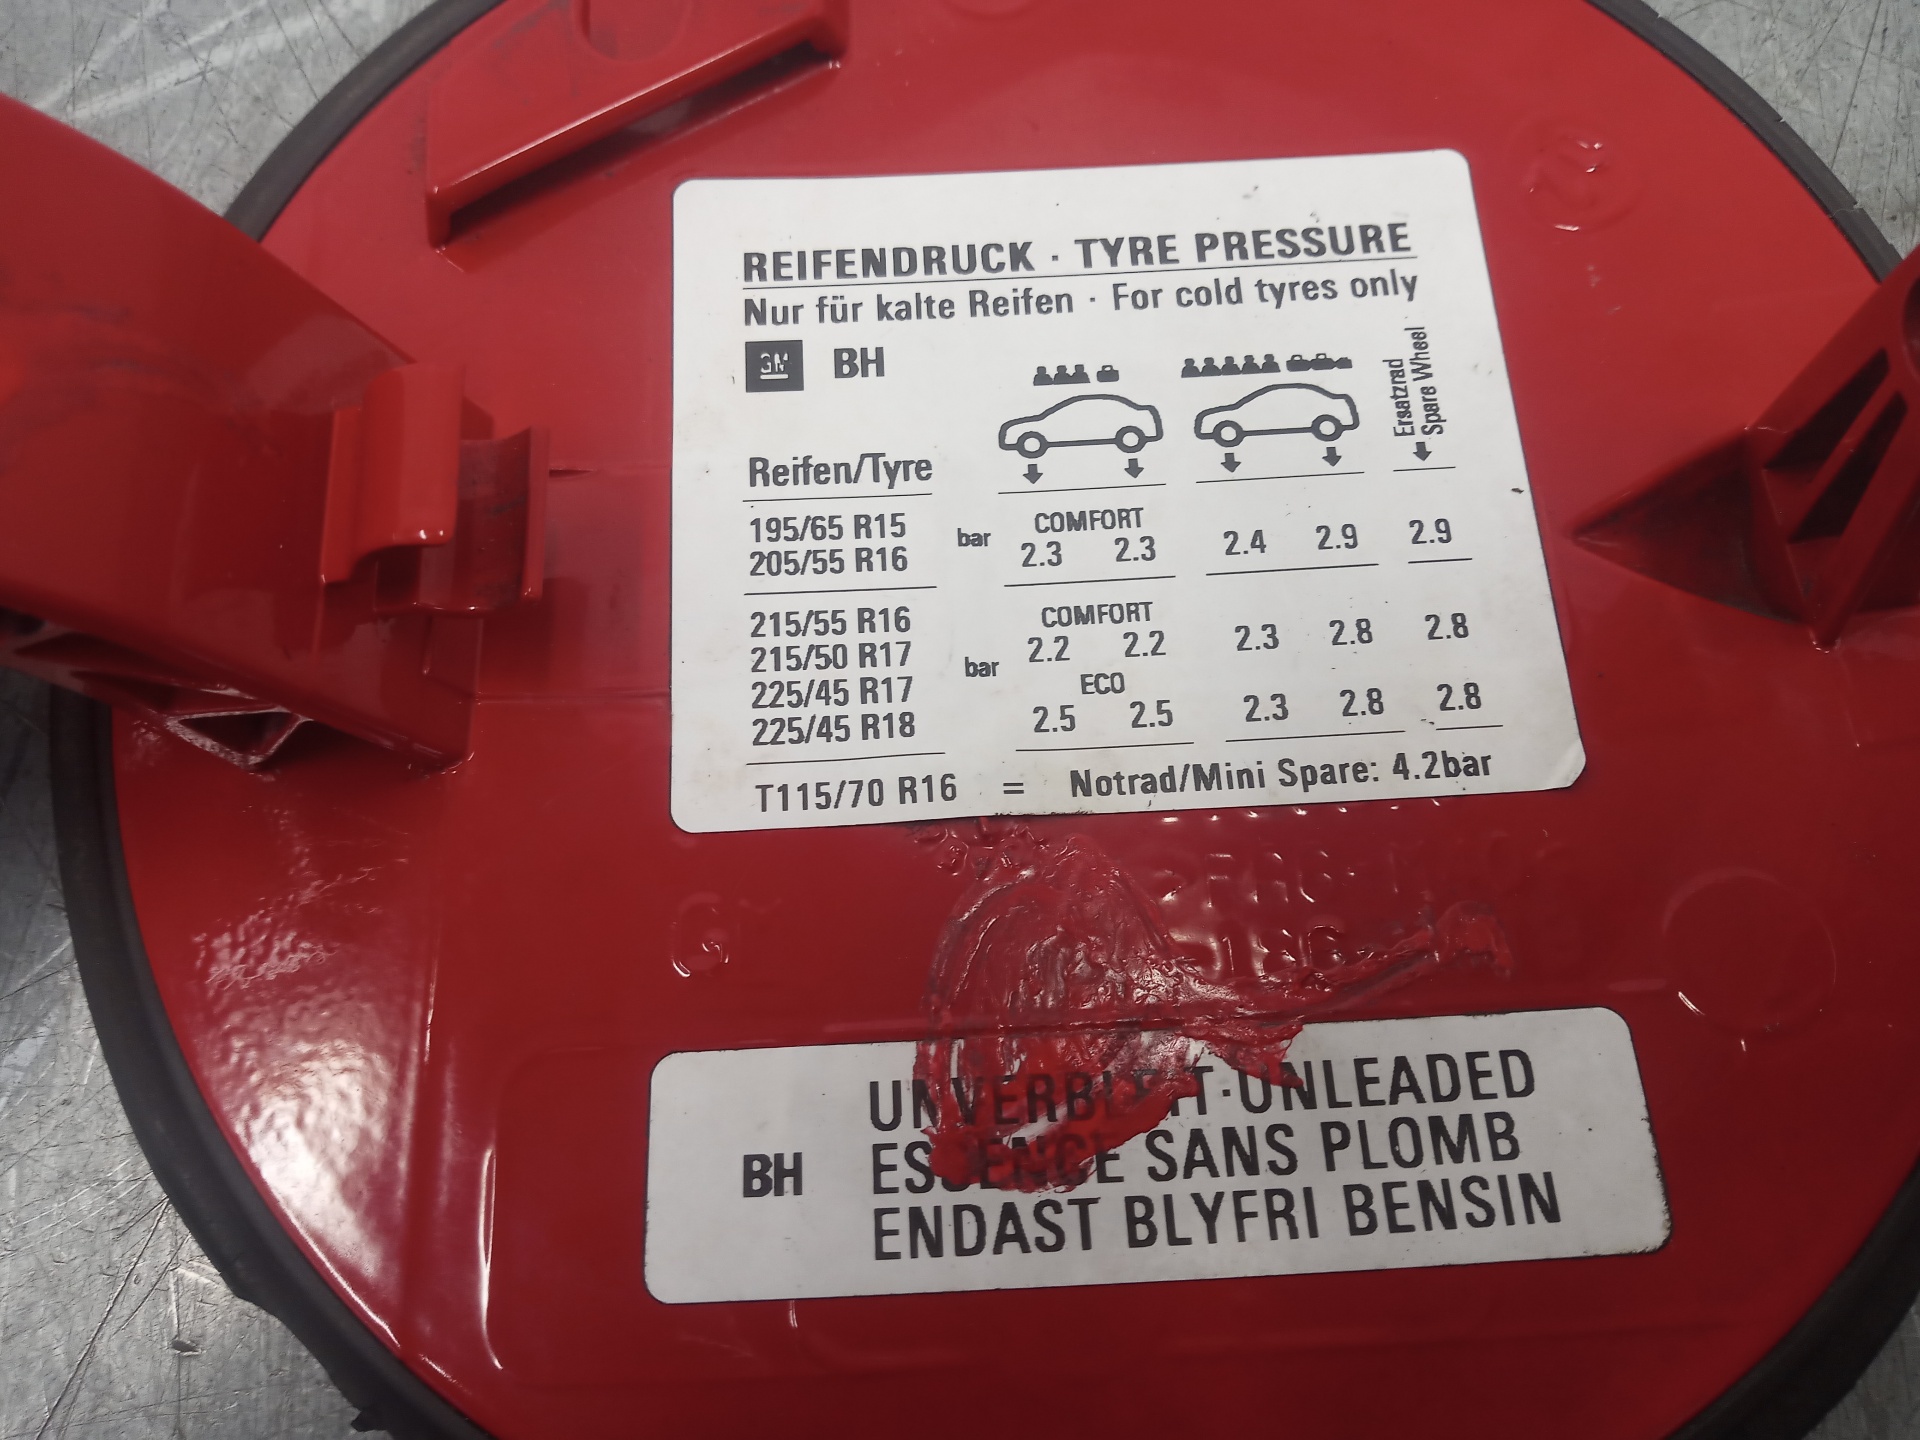 REIFENDRUCK · TYRE PRESSURE
Nur für kalte Reifen · For cold tyres only
GM BH
Ersatzrad
Spare Wheel
Reifen/Tyre
195/65 R15
205/55 R16
bar
COMFORT
2.3 2.3 2.4 2.9 2.9
215/55 R16
215/50 R17
225/45 R17
225/45 R18
bar
COMFORT
2.2 2.2 2.3 2.8 2.8
ECO
2.5 2.5 2.3 2.8 2.8
T115/70 R16 = Notrad/Mini Spare: 4.2bar
BH
UNVERBLEIT·UNLEADED
ESSENCE SANS PLOMB
ENDAST BLYFRI BENSIN